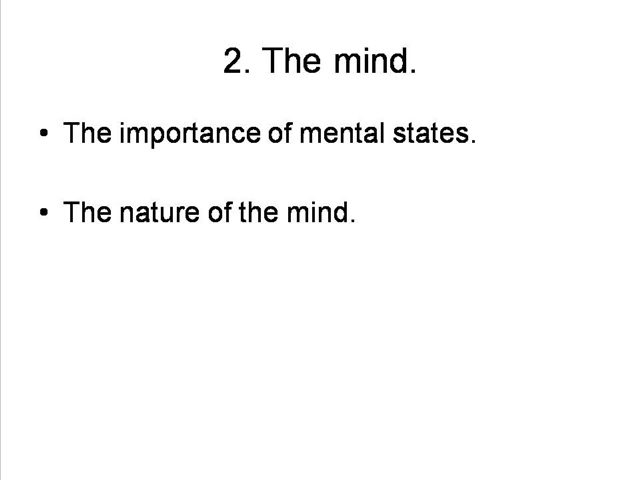 2. The mind.
• The importance of mental states.
• The nature of the mind.